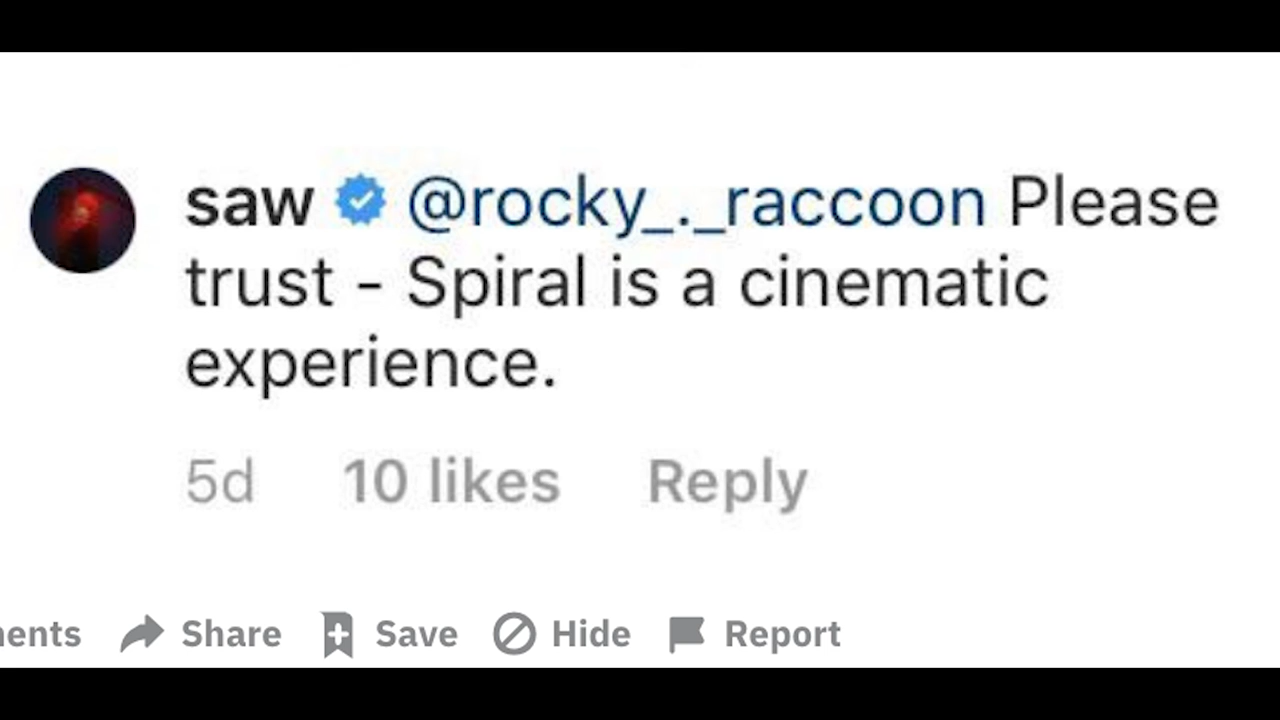 saw @rocky_._raccoon Please
trust - Spiral is a cinematic
experience.
5d 10 likes Reply
ents Share Save Hide Report